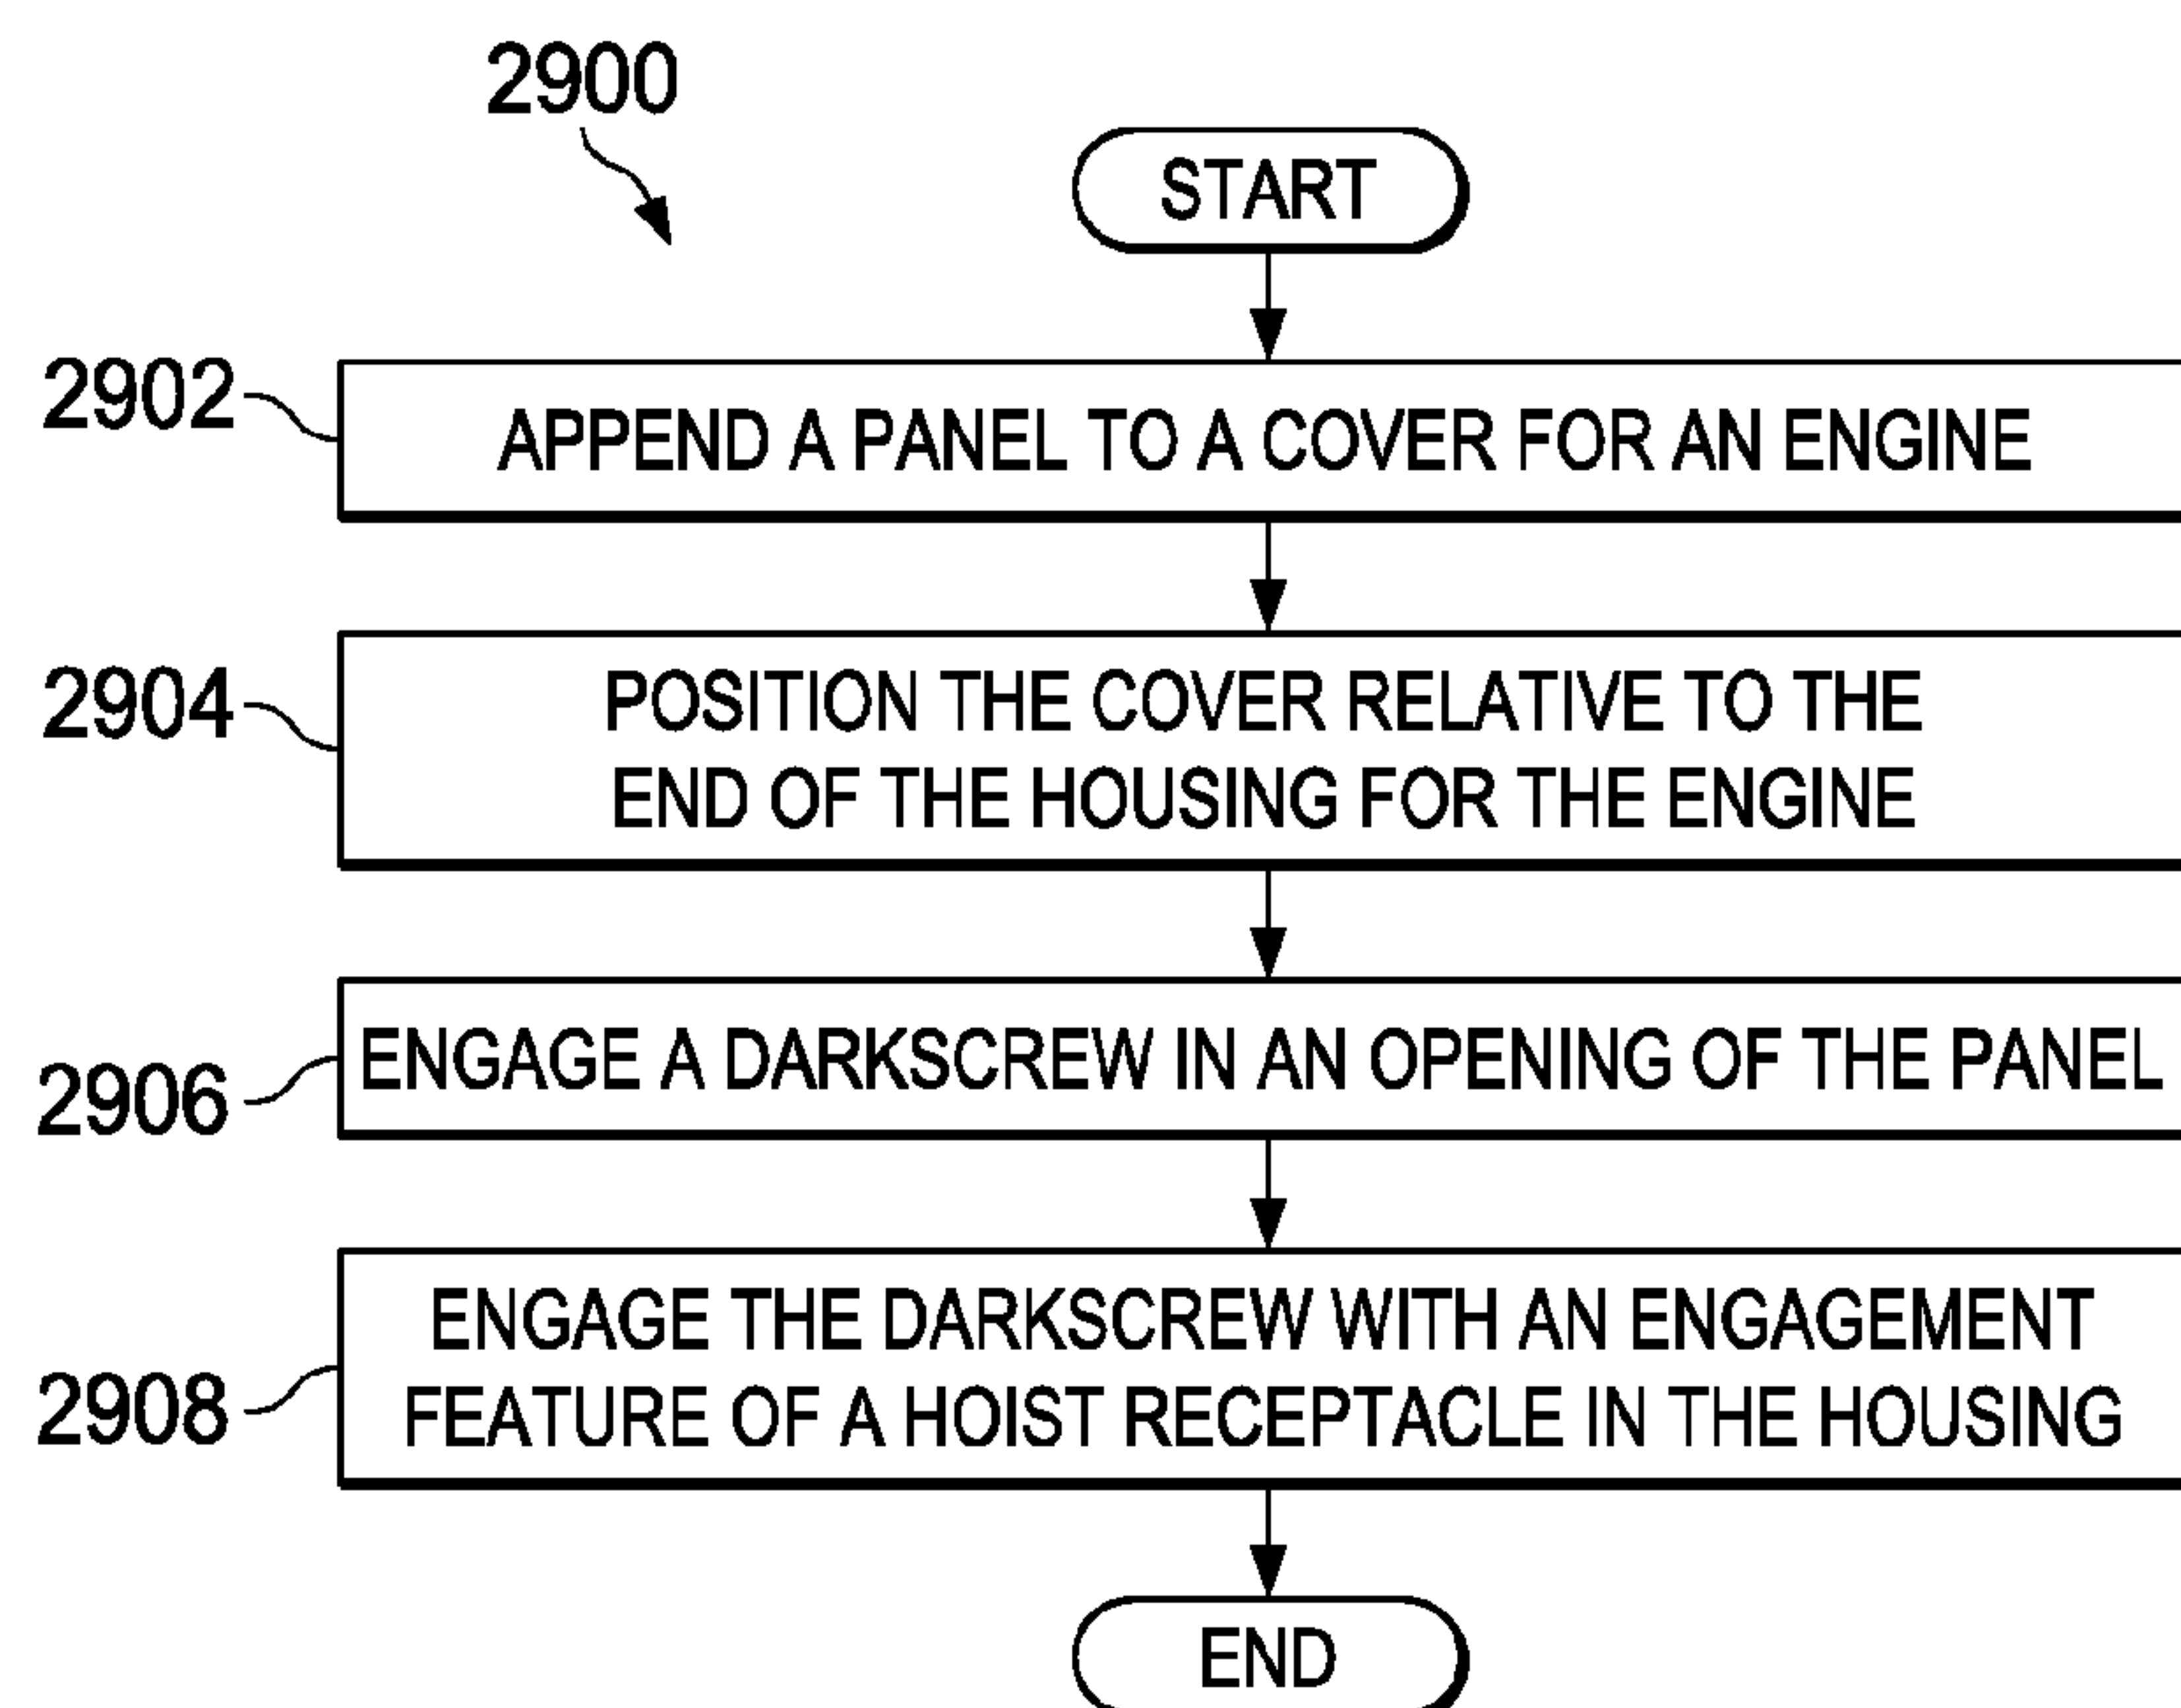 2900
START
2902
APPEND A PANEL TO A COVER FOR AN ENGINE
2904
POSITION THE COVER RELATIVE TO THE
END OF THE HOUSING FOR THE ENGINE
2906
ENGAGE A DARKSCREW IN AN OPENING OF THE PANEL
2908
ENGAGE THE DARKSCREW WITH AN ENGAGEMENT
FEATURE OF A HOIST RECEPTACLE IN THE HOUSING
END